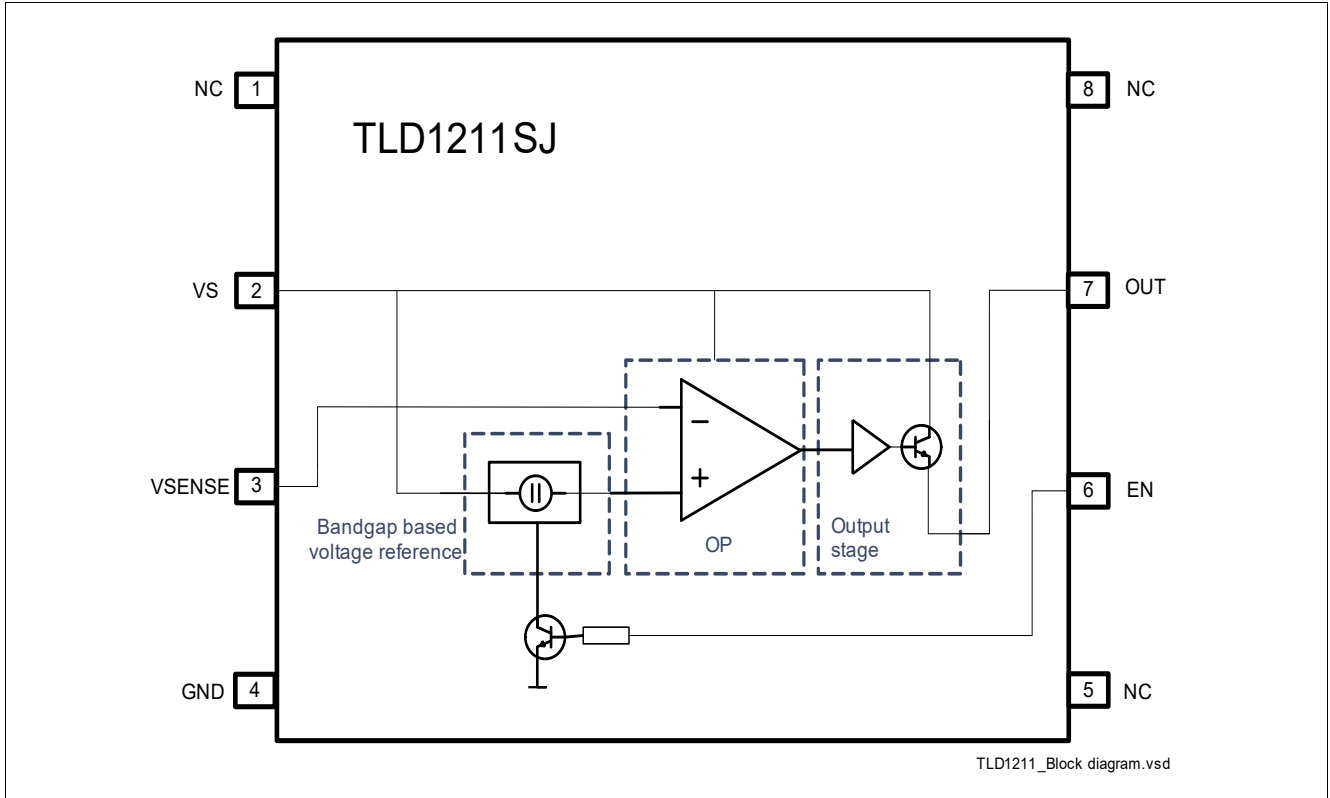 NC 1
8 NC
TLD1211SJ
VS 2
7 OUT
−
VSENSE 3
+
6 EN
Bandgap based
voltage reference
OP
Output
stage
GND 4
5 NC
TLD1211_Block diagram.vsd